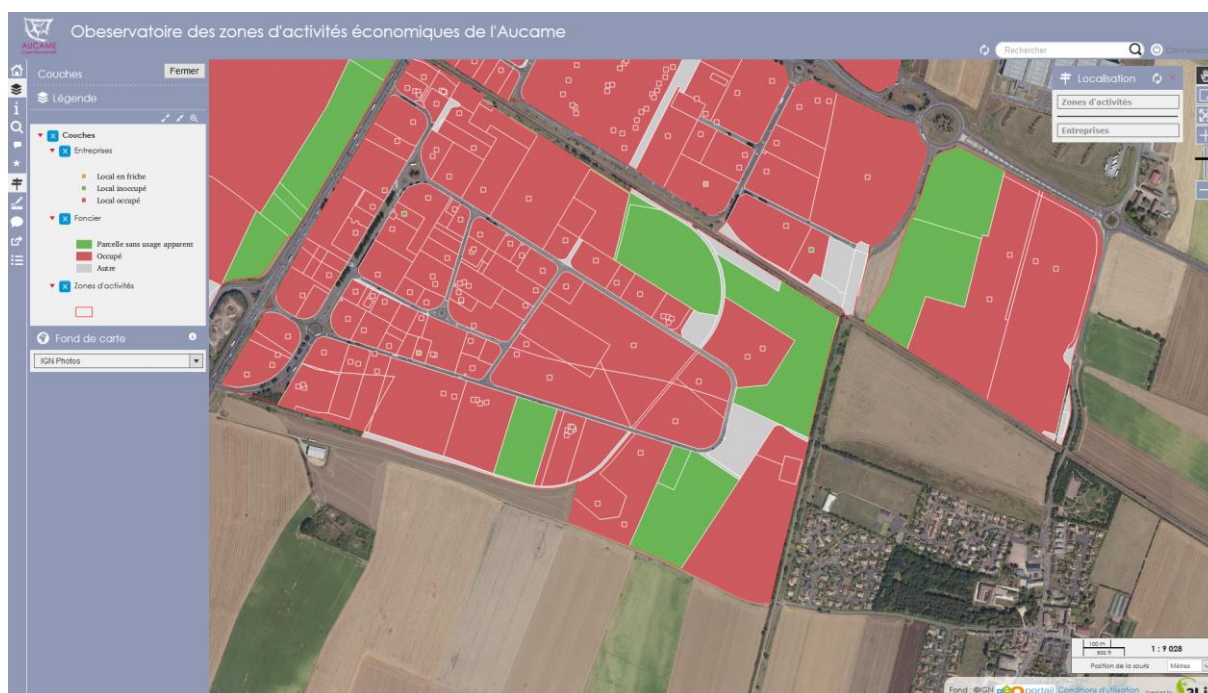 Obeservatoire des zones d'activités économiques de l'Aucame
AUCAME
Rechercher
Connexion
Couches
Fermer
Légende
Couches
Entreprises
Local en friche
Local inoccupé
Local occupé
Foncier
Parcelle sans usage apparent
Occupé
Autre
Zones d'activités
Fond de carte
IGN Photos
Localisation
Zones d'activités
Entreprises
100 m
500 ft
1 : 9 028
Position de la souris
Mètres
Fond : ©IGN géoportail Conditions d'utilisation